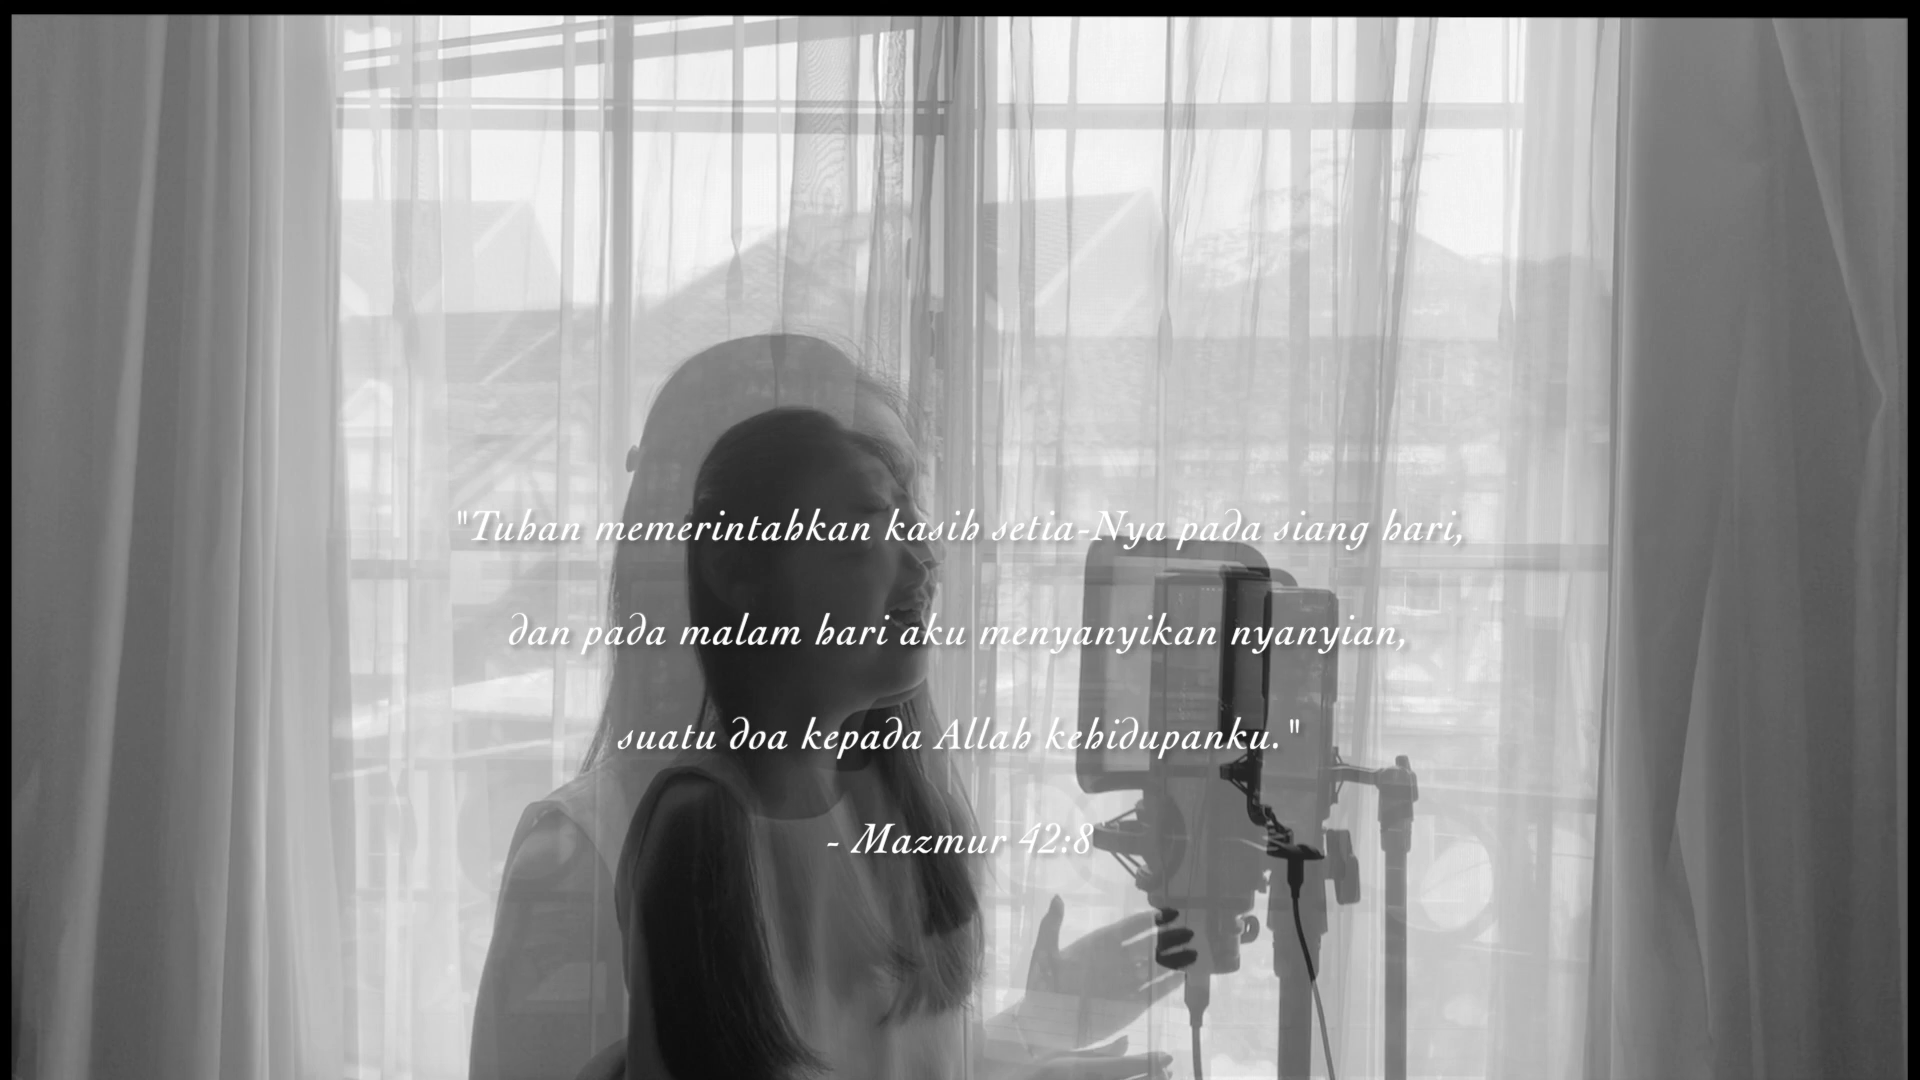 "Tuhan memerintahkan kasih setia-Nya pada siang hari,
dan pada malam hari aku menyanyikan nyanyian,
suatu doa kepada Allah kehidupanku."
- Mazmur 42:8